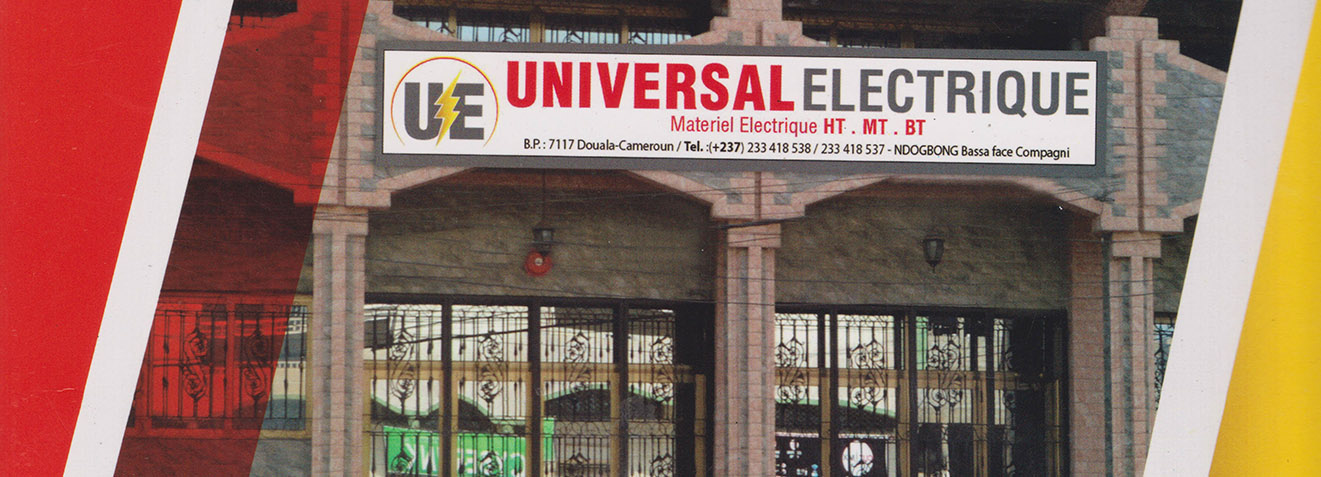 UE
UNIVERSAL ELECTRIQUE
Materiel Electrique HT . MT . BT
B.P. : 7117 Douala-Cameroun / Tel. :(+237) 233 418 538 / 233 418 537 - NDOGBONG Bassa face Compagni